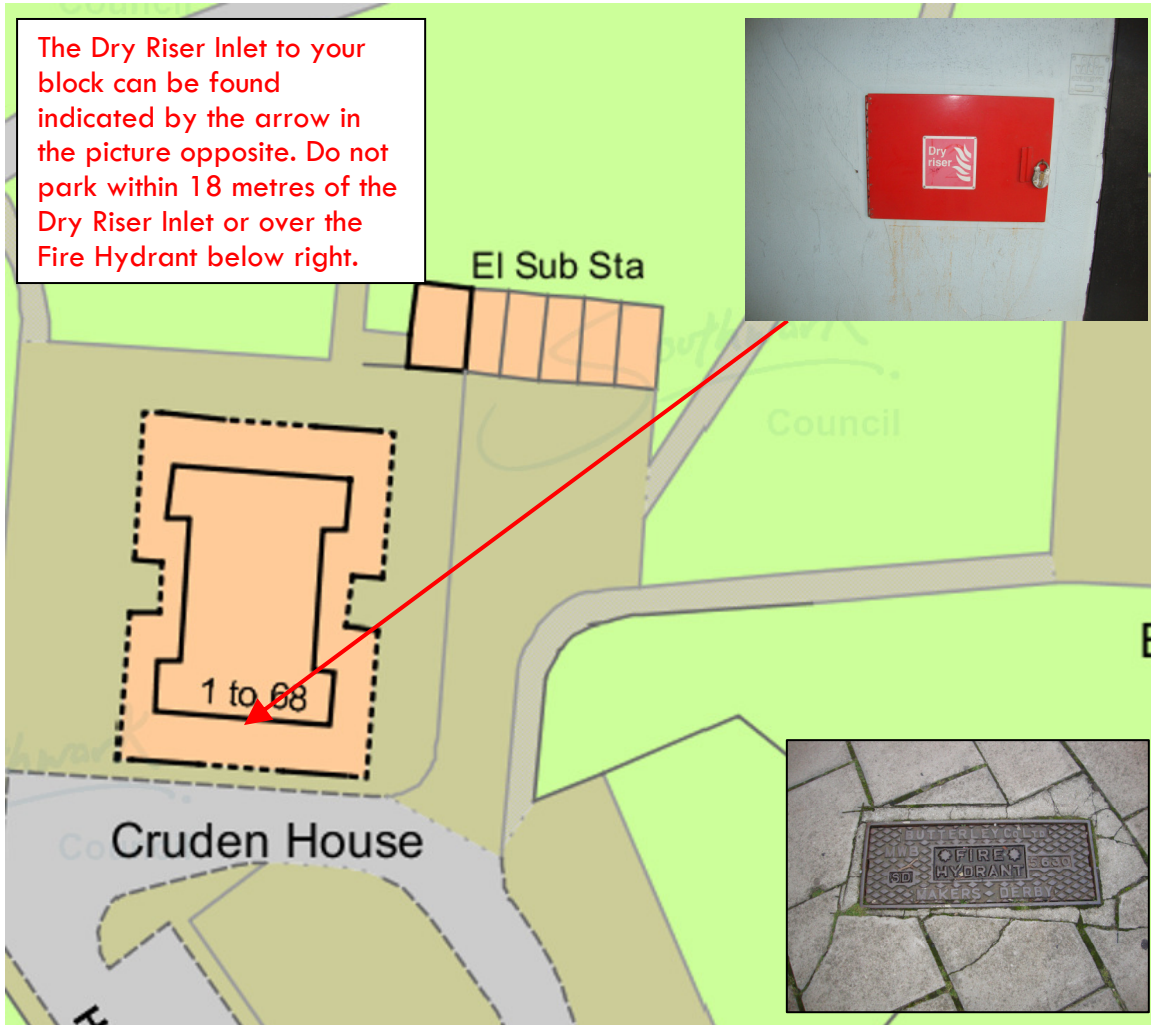 The Dry Riser Inlet to your
block can be found
indicated by the arrow in
the picture opposite. Do not
park within 18 metres of the
Dry Riser Inlet or over the
Fire Hydrant below right.
Dry
riser
El Sub Sta
Southwark
Council
1 to 68
Cruden House
BUTTERLEY Co LTD
FIRE
HYDRANT
5D
MAKERS - DERBY